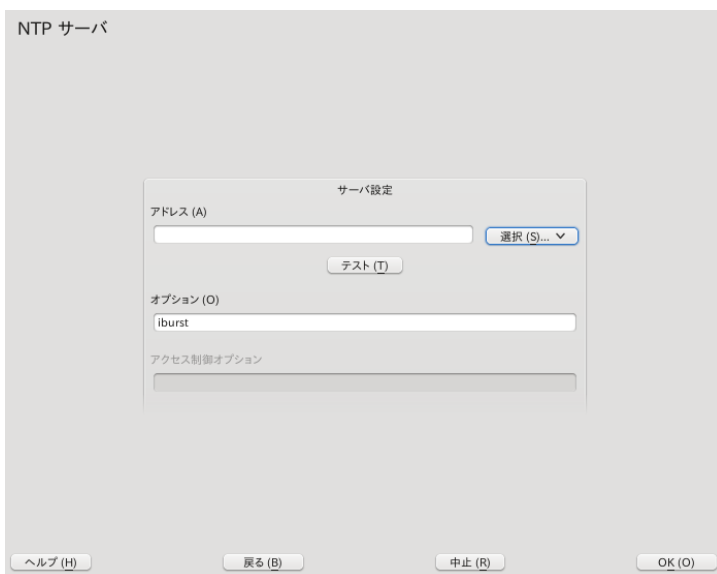 NTP サーバ
サーバ設定
アドレス (A)
選択 (S)...
テスト (T)
オプション (O)
iburst
アクセス制御オプション
ヘルプ (H) 戻る (B) 中止 (R) OK (O)